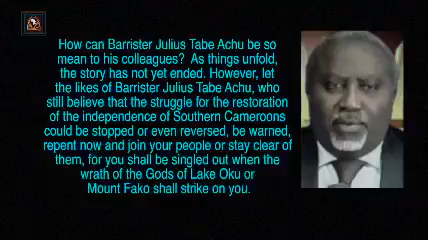 How can Barrister Julius Tabe Achu be so
mean to his colleagues? As things unfold,
the story has not yet ended. However, let
the likes of Barrister Julius Tabe Achu, who
still believe that the struggle for the restoration
of the independence of Southern Cameroons
could be stopped or even reversed, be warned,
repent now and join your people or stay clear of
them, for you shall be singled out when the
wrath of the Gods of Lake Oku or
Mount Fako shall strike on you.